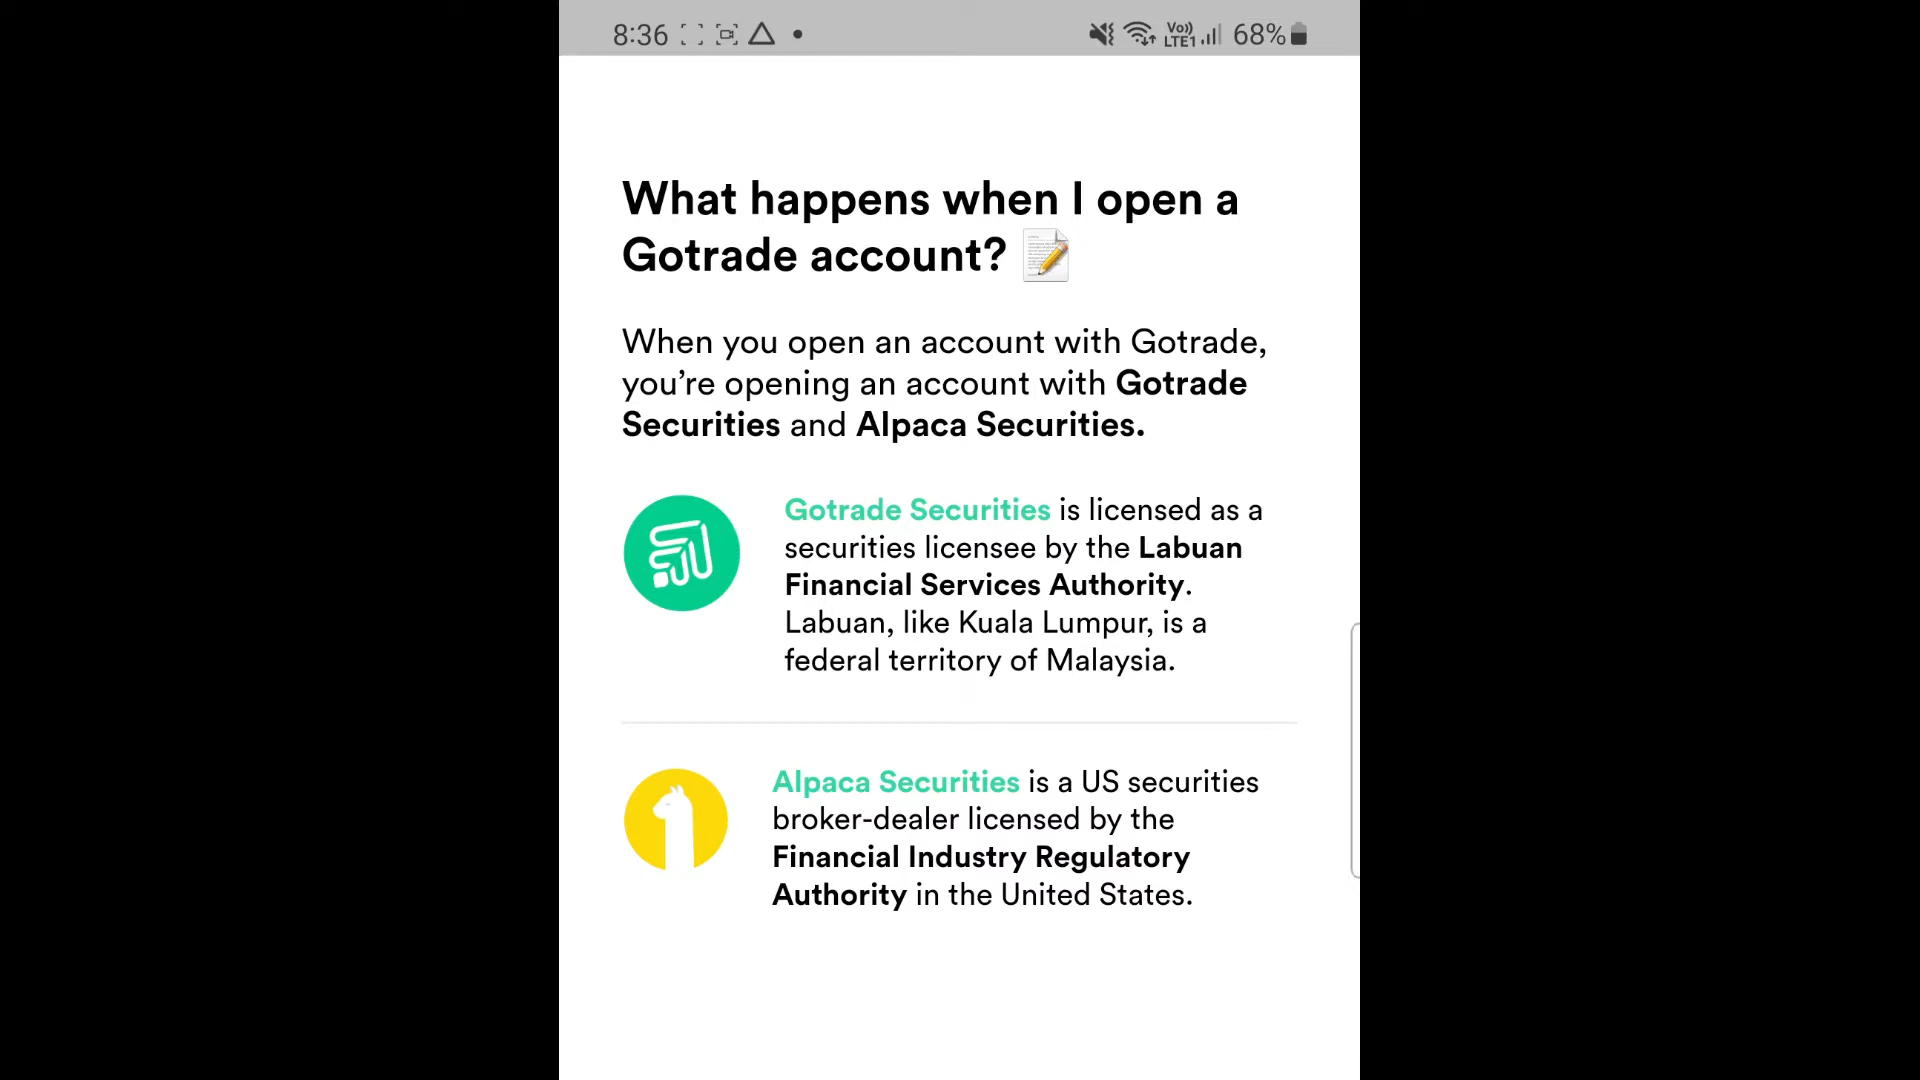 8:36
Vo)) LTE1 68%
What happens when I open a
Gotrade account?
When you open an account with Gotrade,
you’re opening an account with Gotrade
Securities and Alpaca Securities.
Gotrade Securities is licensed as a
securities licensee by the Labuan
Financial Services Authority.
Labuan, like Kuala Lumpur, is a
federal territory of Malaysia.
Alpaca Securities is a US securities
broker-dealer licensed by the
Financial Industry Regulatory
Authority in the United States.